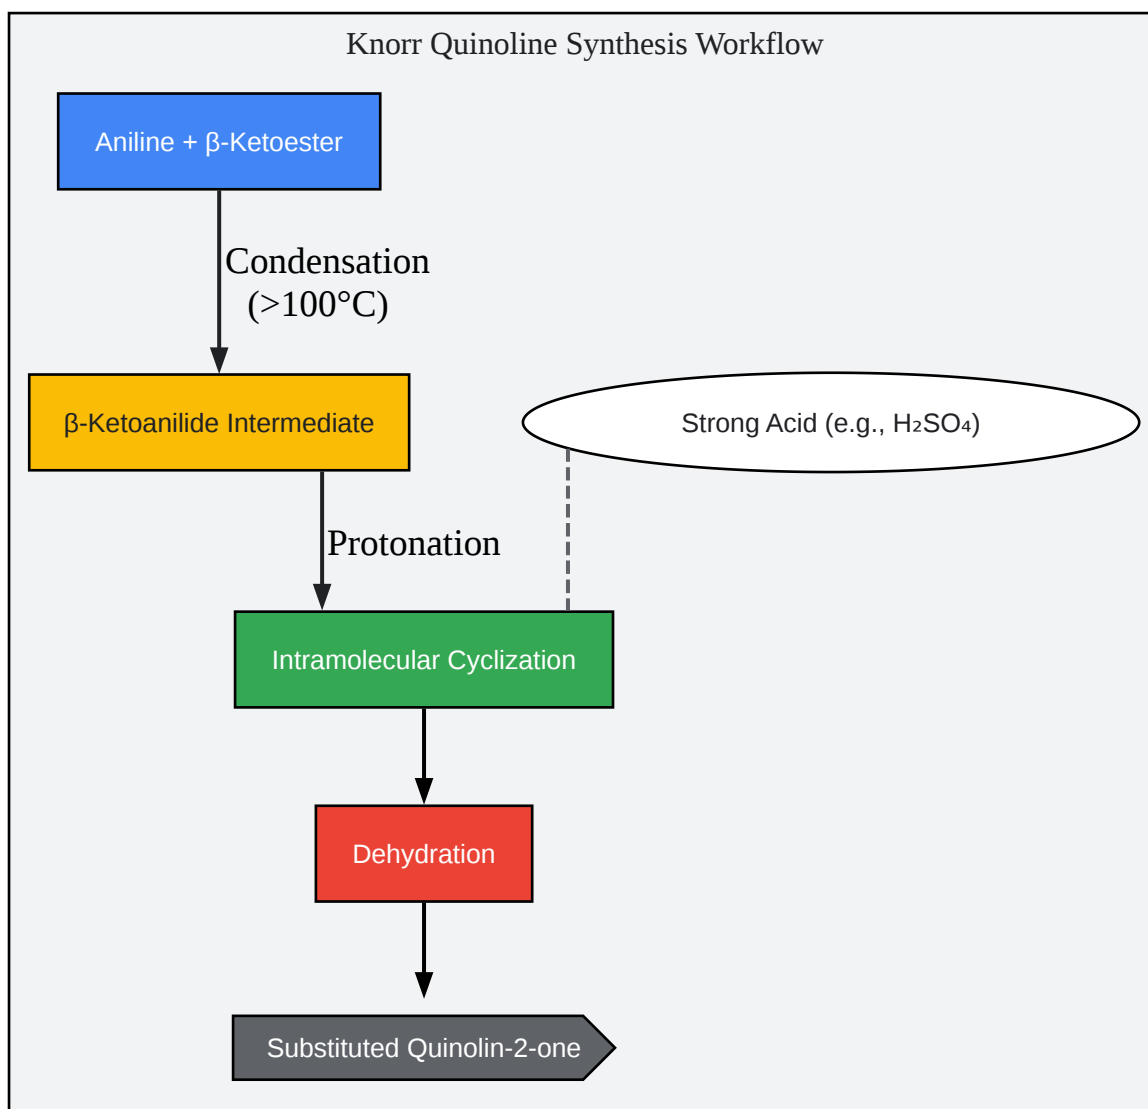 Knorr Quinoline Synthesis Workflow
Aniline + β-Ketoester
Condensation
(>100°C)
β-Ketoanilide Intermediate
Strong Acid (e.g., H₂SO₄)
Protonation
Intramolecular Cyclization
Dehydration
Substituted Quinolin-2-one